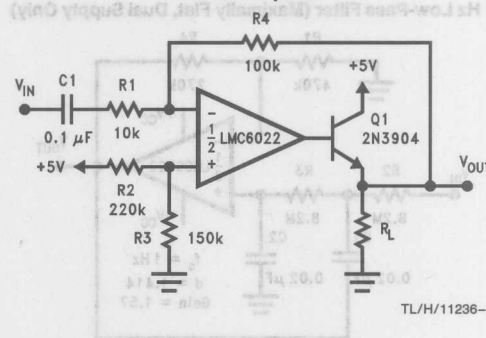 Hz Low-Pass Filter (Maximally Flat, Dual Supply Only)
R4
100k
+5V
V_IN
C1
R1
Q1
2N3904
0.1 μF
10k
−
1/2
LMC6022
+
+5V
V_OUT
R2
220k
R3
150k
R_L
TL/H/11236-